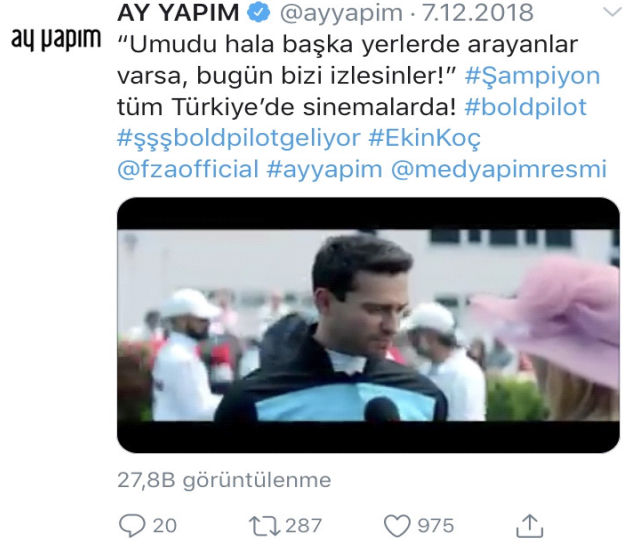 AY YAPIM @ayyapim · 7.12.2018
ay yapım
“Umudu hala başka yerlerde arayanlar
varsa, bugün bizi izlesinler!” #Şampiyon
tüm Türkiye’de sinemalarda! #boldpilot
#şşşboldpilotgeliyor #EkinKoç
@fzaofficial #ayyapim @medyapimresmi
27,8B görüntülenme
20 287 975